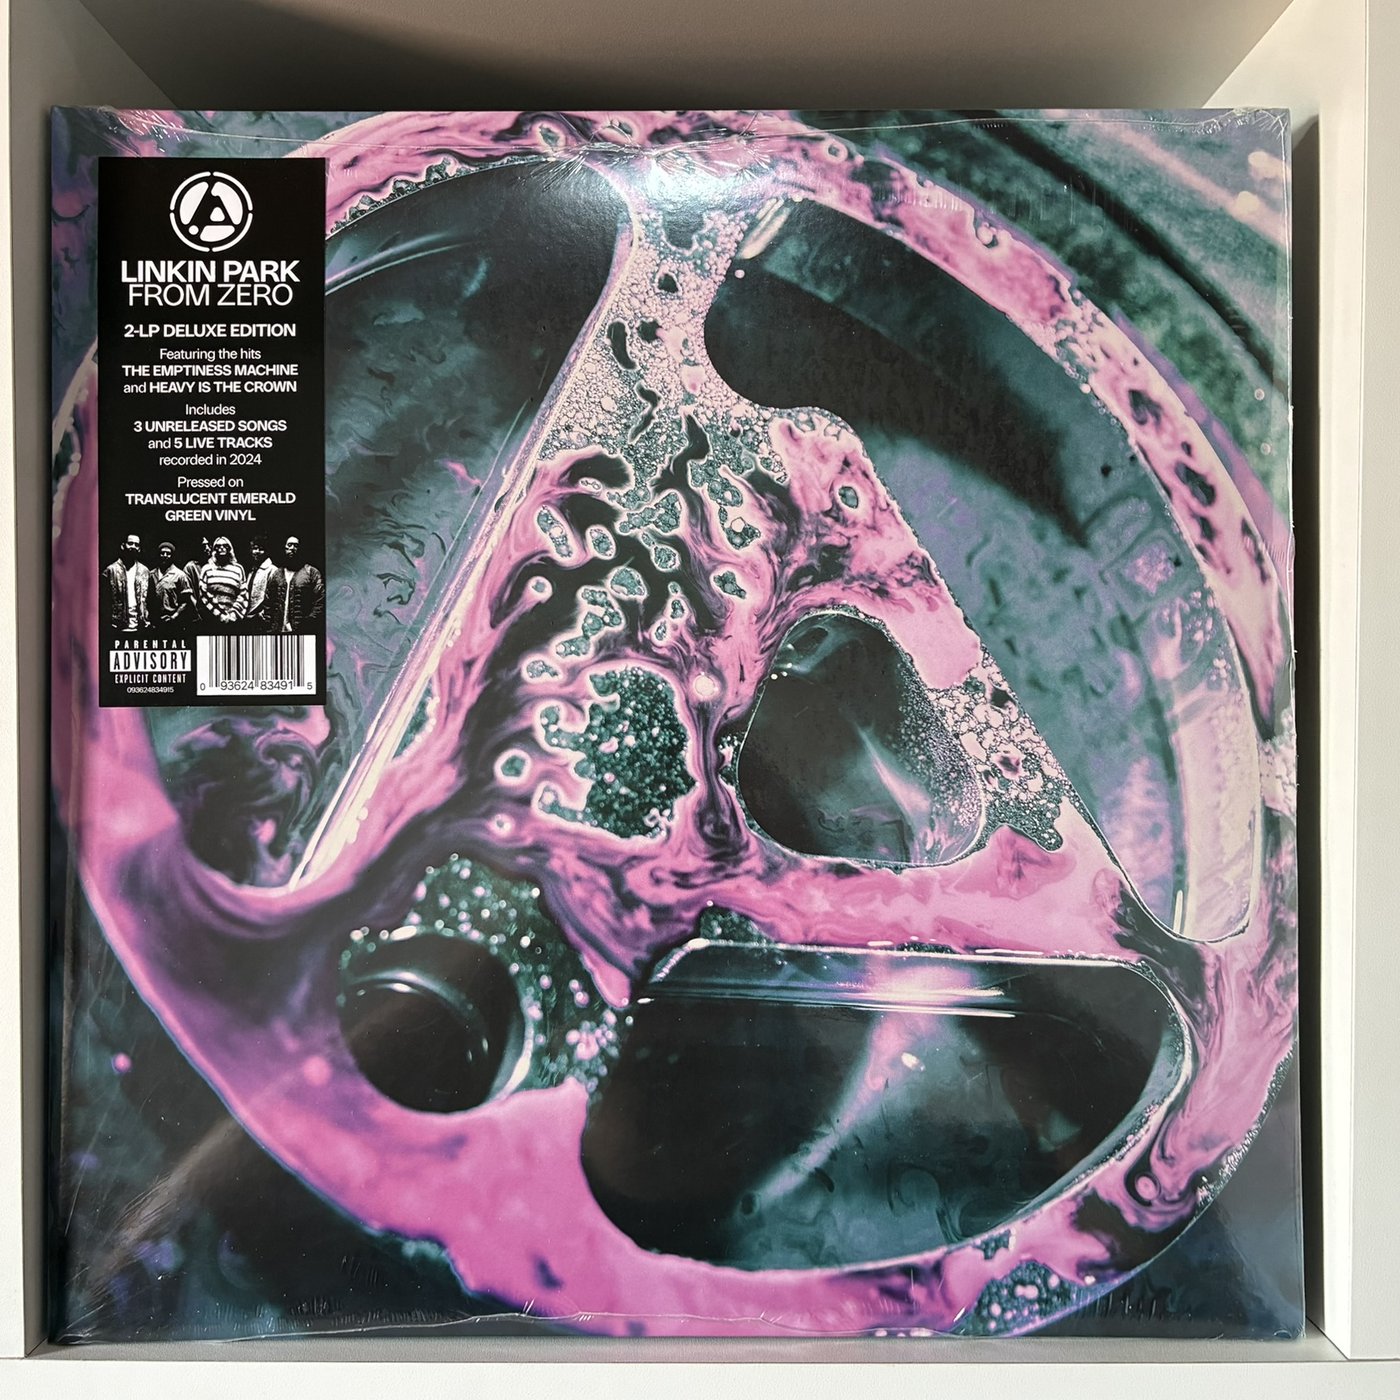 LINKIN PARK
FROM ZERO
2-LP DELUXE EDITION
Featuring the hits
THE EMPTINESS MACHINE
and HEAVY IS THE CROWN
Includes
3 UNRELEASED SONGS
and 5 LIVE TRACKS
recorded in 2024
Pressed on
TRANSLUCENT EMERALD
GREEN VINYL
PARENTAL
ADVISORY
EXPLICIT CONTENT
093624834915
0 93624 83491 5